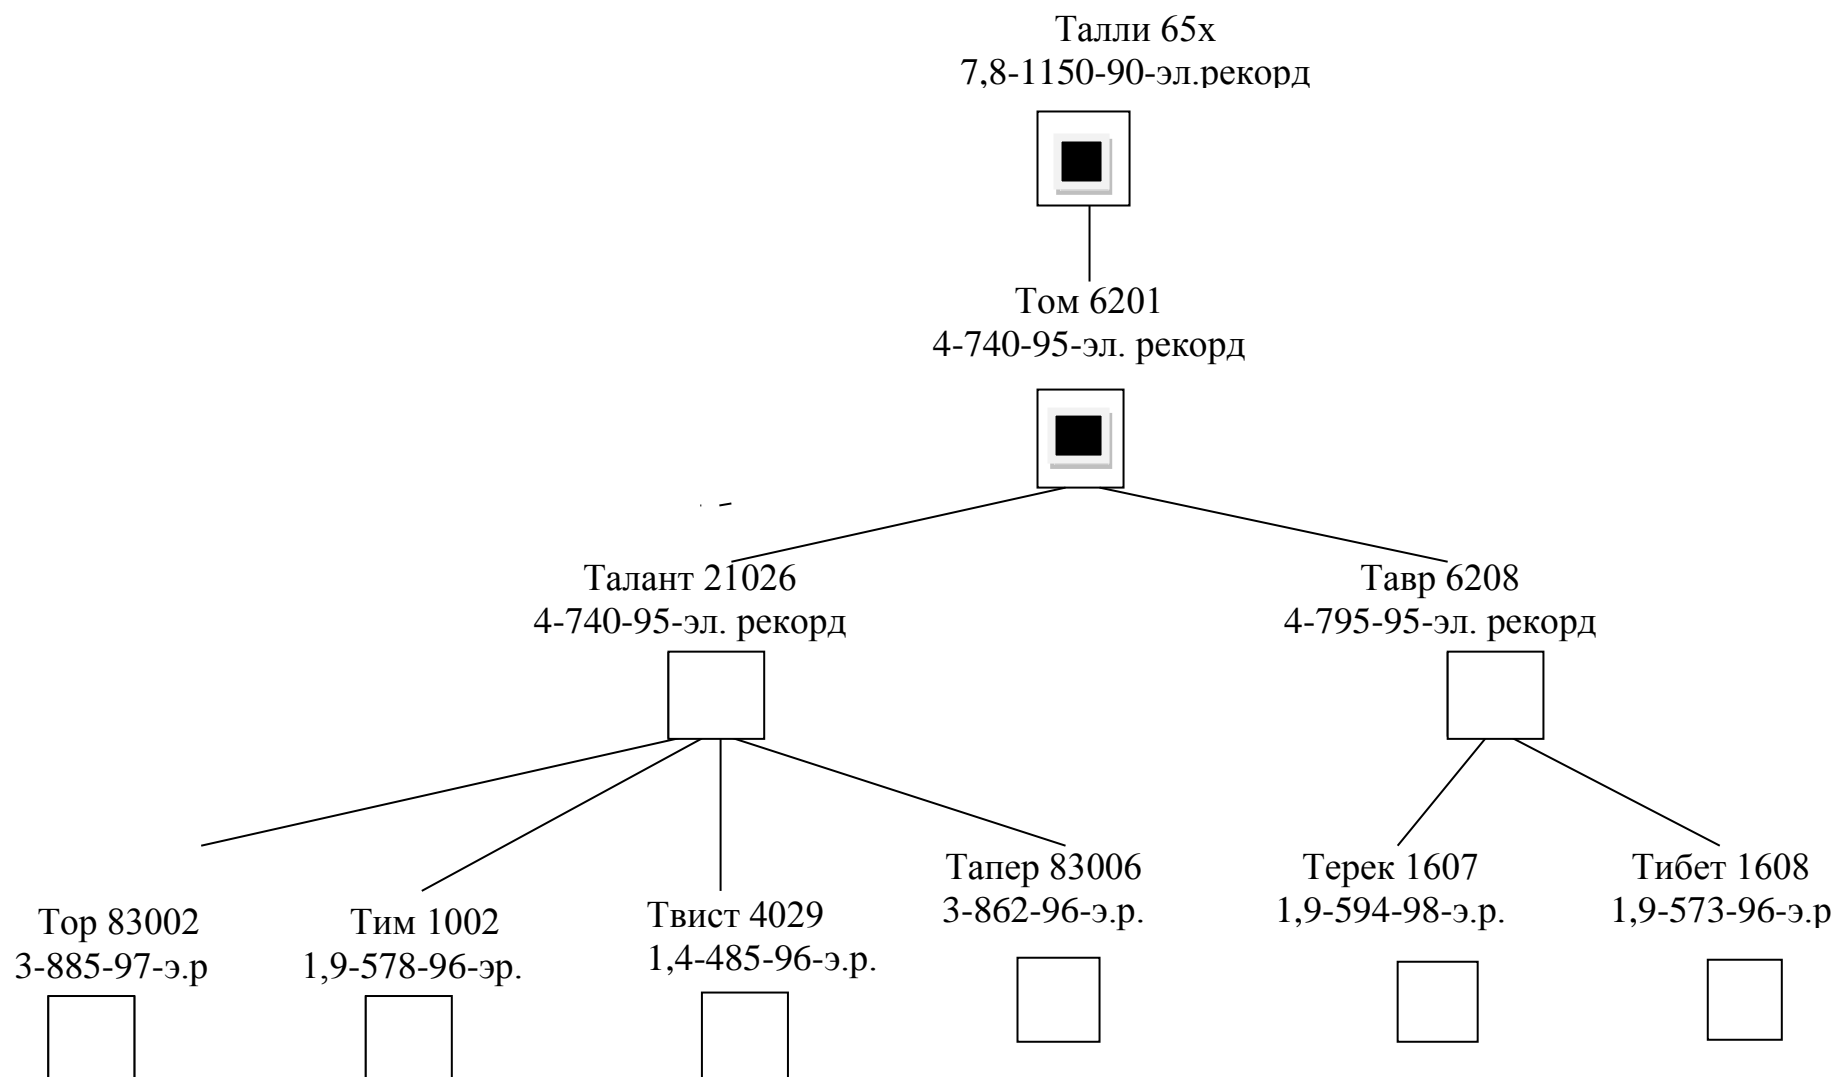 Талли 65х
7,8-1150-90-эл.рекорд
Том 6201
4-740-95-эл. рекорд
Талант 21026
4-740-95-эл. рекорд
Тавр 6208
4-795-95-эл. рекорд
Тор 83002
3-885-97-э.р
Тим 1002
1,9-578-96-эр.
Твист 4029
1,4-485-96-э.р.
Тапер 83006
3-862-96-э.р.
Терек 1607
1,9-594-98-э.р.
Тибет 1608
1,9-573-96-э.р